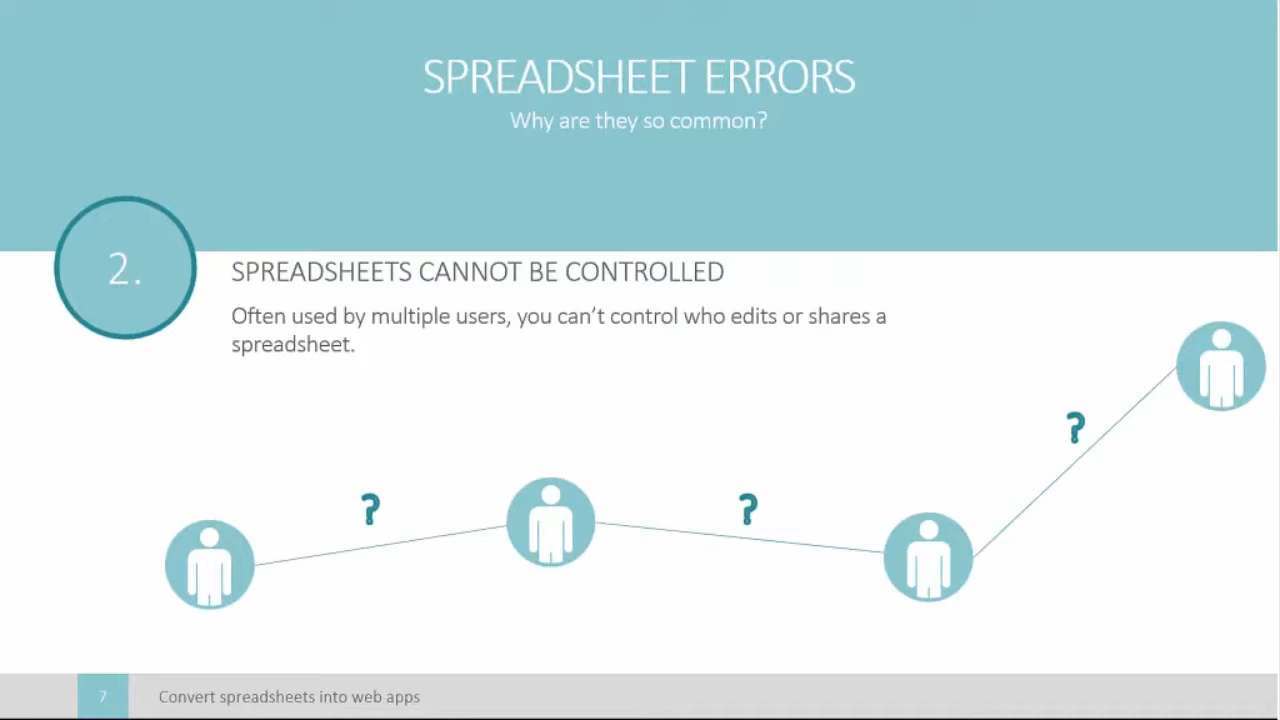 SPREADSHEET ERRORS
Why are they so common?
2.
SPREADSHEETS CANNOT BE CONTROLLED
Often used by multiple users, you can’t control who edits or shares a
spreadsheet.
?
?
?
7
Convert spreadsheets into web apps